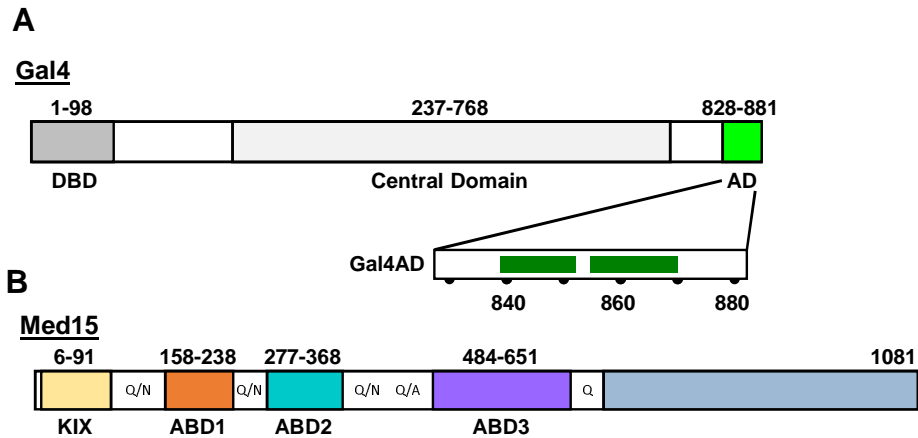 A
Gal4
1-98 237-768 828-881
DBD Central Domain AD
Gal4AD
840 860 880
B
Med15
6-91 158-238 277-368 484-651 1081
Q/N Q/N Q/N Q/A Q
KIX ABD1 ABD2 ABD3